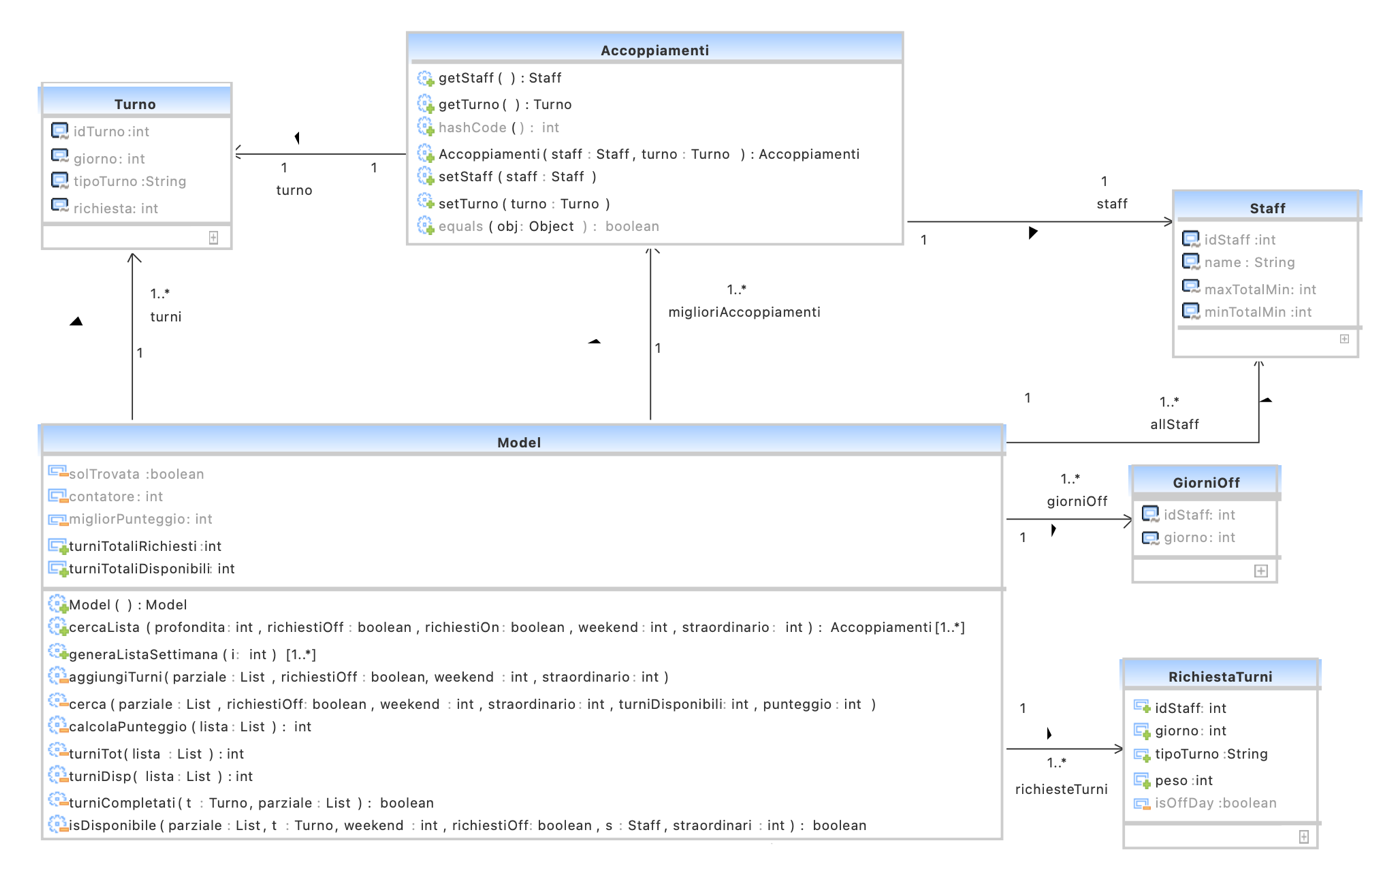 Accoppiamenti
getStaff ( ) : Staff
getTurno ( ) : Turno
hashCode () : int
Accoppiamenti( staff : Staff, turno : Turno ) : Accoppiamenti
setStaff ( staff : Staff )
setTurno ( turno : Turno )
equals ( obj: Object ) : boolean
Turno
idTurno :int
giorno: int
tipoTurno :String
richiesta: int
1
1
turno
1
staff
1
Staff
idStaff :int
name : String
maxTotalMin: int
minTotalMin :int
1..*
turni
1
1..*
miglioriAccoppiamenti
1
1
1..*
allStaff
Model
solTrovata :boolean
contatore: int
migliorPunteggio: int
turniTotaliRichiesti :int
turniTotaliDisponibili: int
Model ( ) : Model
cercaLista ( profondita: int , richiestiOff : boolean , richiestiOn: boolean , weekend : int , straordinario : int ) : Accoppiamenti[1..*]
generaListaSettimana ( i: int ) [1..*]
aggiungiTurni( parziale : List , richiestiOff : boolean, weekend : int , straordinario: int )
cerca ( parziale : List , richiestiOff: boolean , weekend : int , straordinario: int , turniDisponibili: int , punteggio: int )
calcolaPunteggio ( lista: List ) : int
turniTot( lista : List ) : int
turniDisp( lista : List ) : int
turniCompletati( t : Turno, parziale : List ) : boolean
isDisponibile ( parziale : List, t : Turno, weekend : int , richiestiOff: boolean , s : Staff, straordinari : int ) : boolean
1..*
giorniOff
1
GiorniOff
idStaff: int
giorno: int
1
1..*
richiesteTurni
RichiestaTurni
idStaff: int
giorno: int
tipoTurno :String
peso :int
isOffDay :boolean